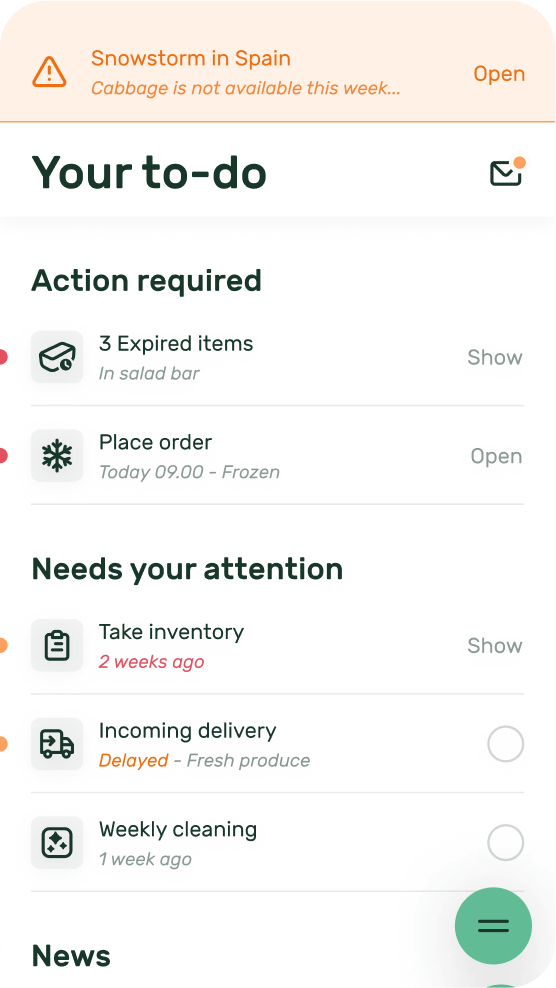 Snowstorm in Spain
Cabbage is not available this week...
Open
Your to-do
Action required
3 Expired items
In salad bar
Show
Place order
Today 09.00 - Frozen
Open
Needs your attention
Take inventory
2 weeks ago
Show
Incoming delivery
Delayed - Fresh produce
Weekly cleaning
1 week ago
News